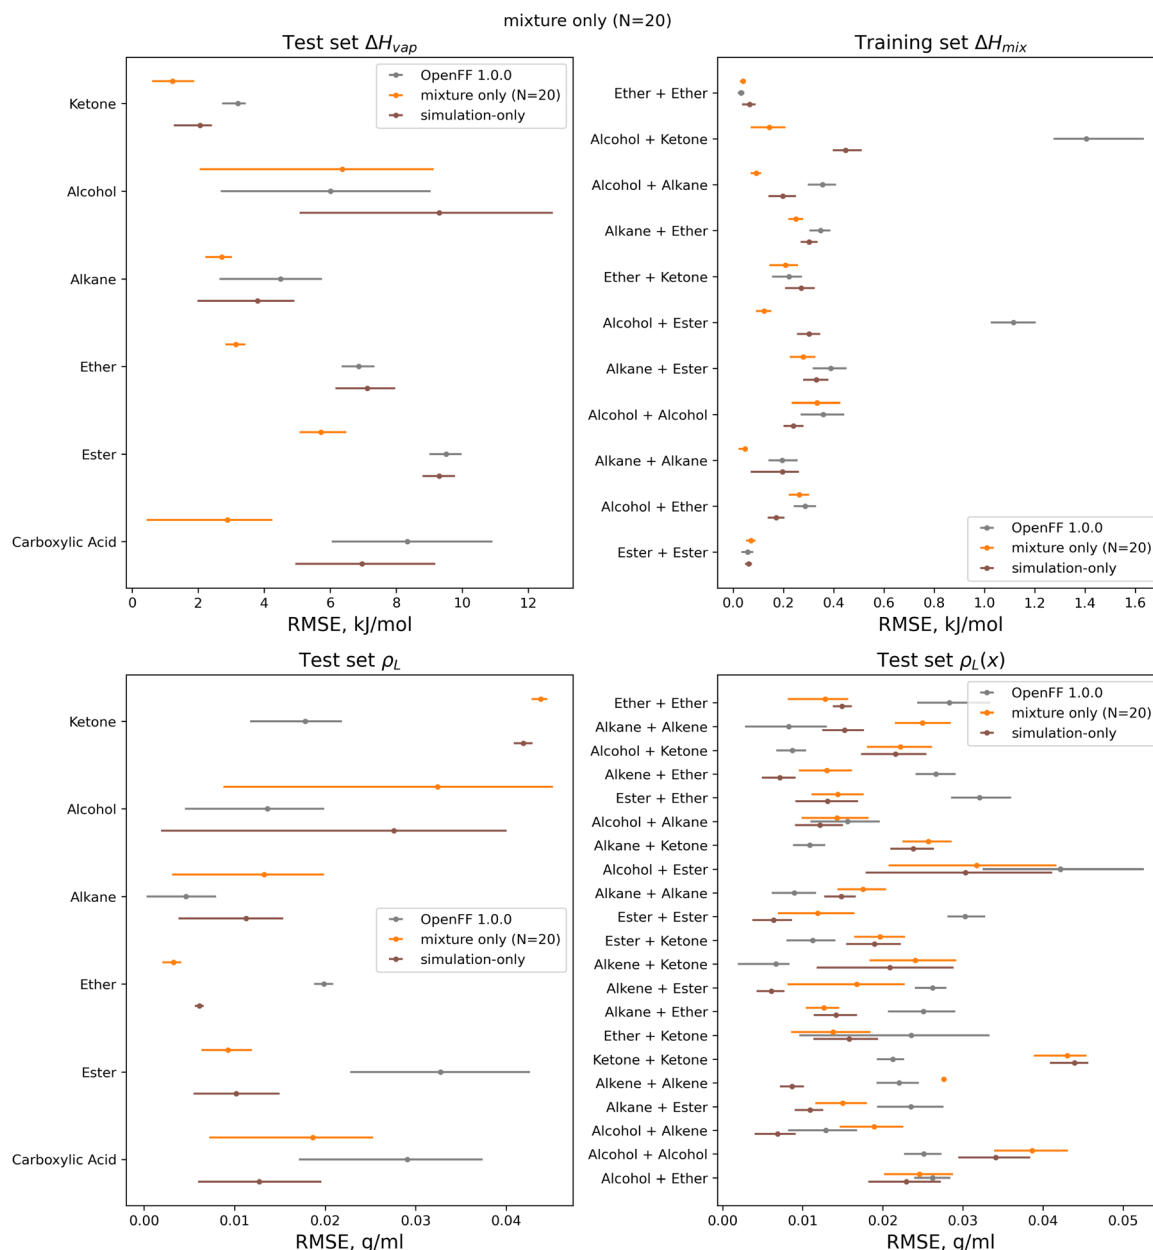 mixture only (N=20)
Test set ΔH_vap
Ketone
Alcohol
Alkane
Ether
Ester
Carboxylic Acid
OpenFF 1.0.0
mixture only (N=20)
simulation-only
0 2 4 6 8 10 12
RMSE, kJ/mol
Training set ΔH_mix
Ether + Ether
Alcohol + Ketone
Alcohol + Alkane
Alkane + Ether
Ether + Ketone
Alcohol + Ester
Alkane + Ester
Alcohol + Alcohol
Alkane + Alkane
Alcohol + Ether
Ester + Ester
OpenFF 1.0.0
mixture only (N=20)
simulation-only
0.0 0.2 0.4 0.6 0.8 1.0 1.2 1.4 1.6
RMSE, kJ/mol
Test set ρ_L
Ketone
Alcohol
Alkane
Ether
Ester
Carboxylic Acid
OpenFF 1.0.0
mixture only (N=20)
simulation-only
0.00 0.01 0.02 0.03 0.04
RMSE, g/ml
Test set ρ_L(x)
Ether + Ether
Alkane + Alkene
Alcohol + Ketone
Alkene + Ether
Ester + Ether
Alcohol + Alkane
Alkane + Ketone
Alcohol + Ester
Alkane + Alkane
Ester + Ester
Ester + Ketone
Alkene + Ketone
Alkene + Ester
Alkane + Ether
Ether + Ketone
Ketone + Ketone
Alkene + Alkene
Alkane + Ester
Alcohol + Alkene
Alcohol + Alcohol
Alcohol + Ether
OpenFF 1.0.0
mixture only (N=20)
simulation-only
0.00 0.01 0.02 0.03 0.04 0.05
RMSE, g/ml